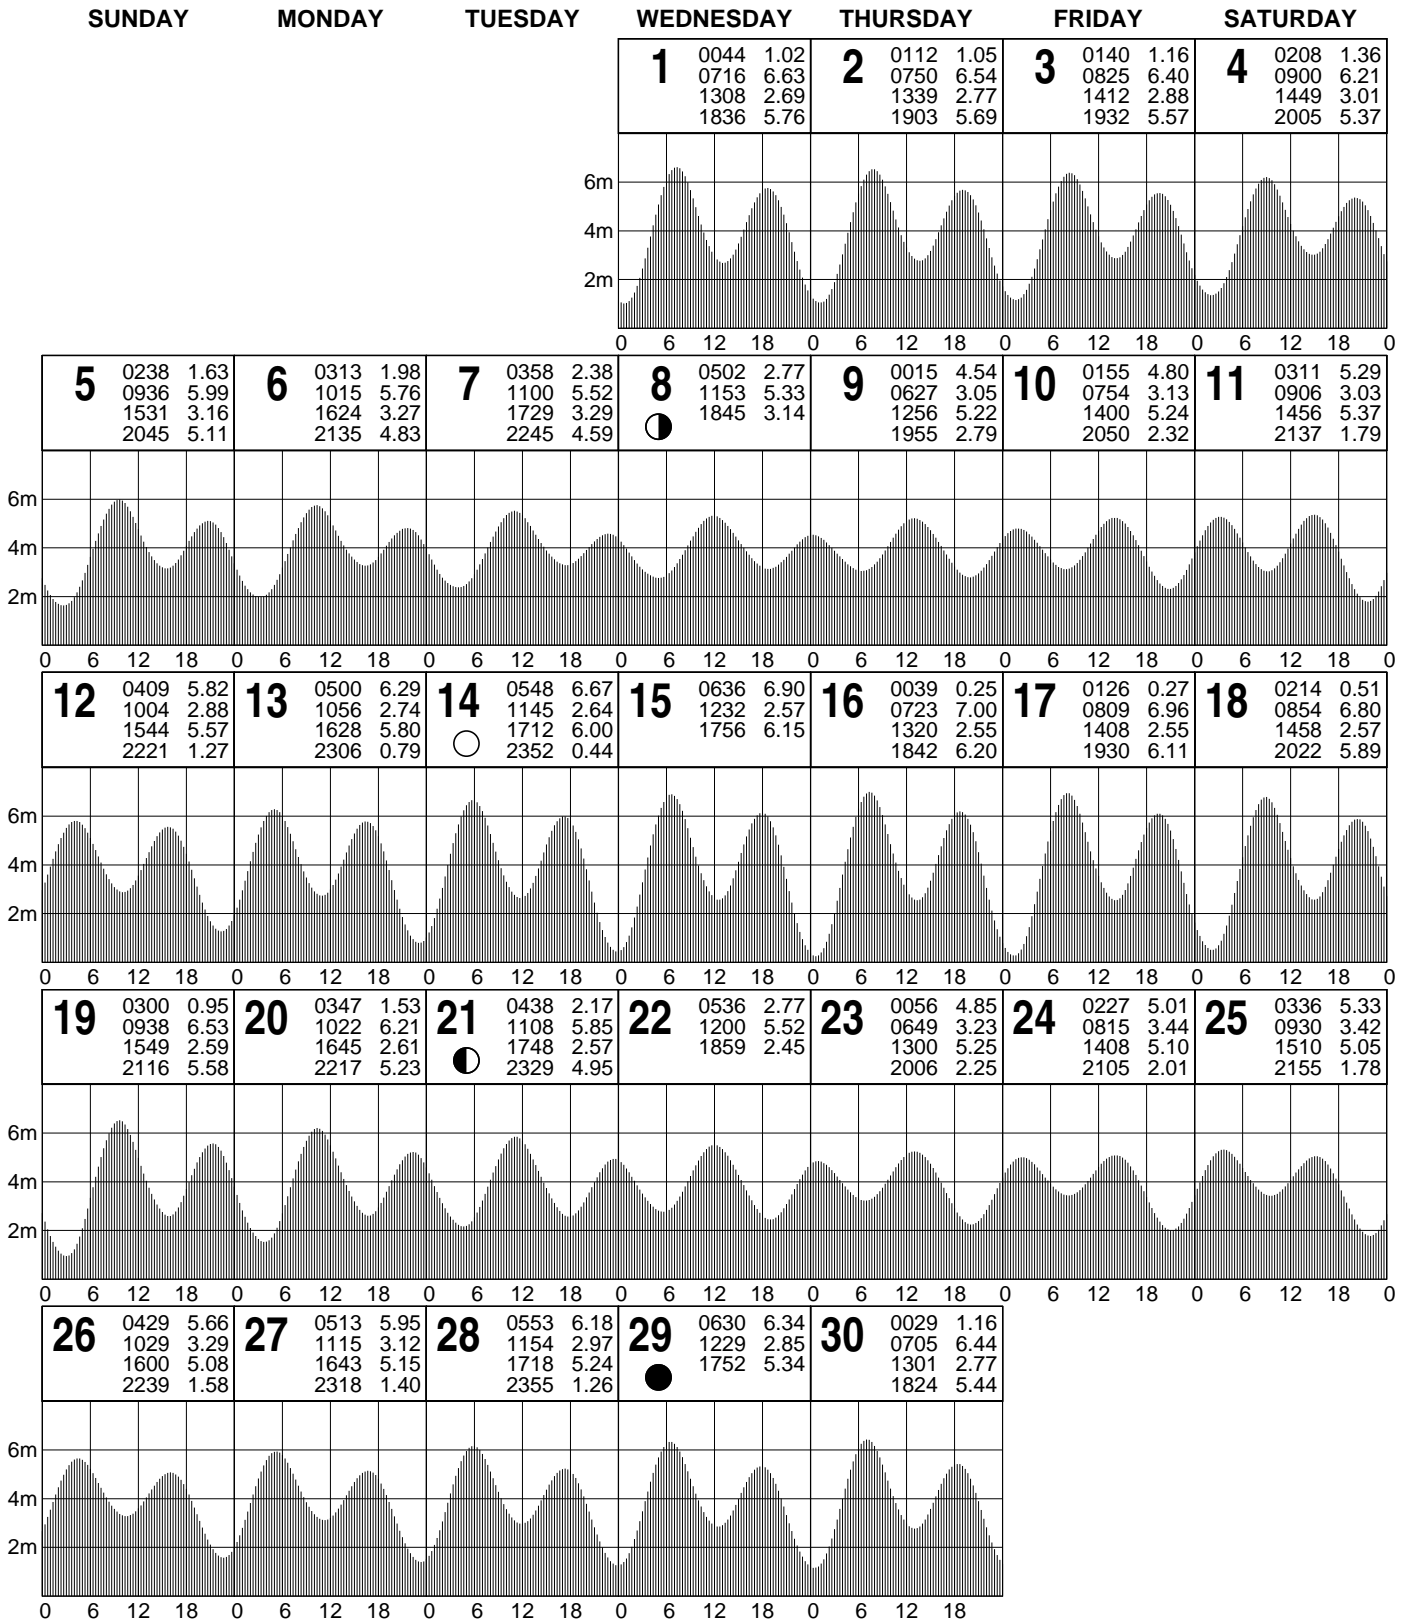 SUNDAY MONDAY TUESDAY WEDNESDAY THURSDAY FRIDAY SATURDAY
1 0044 1.02 2 0112 1.05 3 0140 1.16 4 0208 1.36
0716 6.63 0750 6.54 0825 6.40 0900 6.21
1308 2.69 1339 2.77 1412 2.88 1449 3.01
1836 5.76 1903 5.69 1932 5.57 2005 5.37
6m
4m
2m
0 6 12 18 0 6 12 18 0 6 12 18 0 6 12 18 0
5 0238 1.63 6 0313 1.98 7 0358 2.38 8 0502 2.77 9 0015 4.54 10 0155 4.80 11 0311 5.29
0936 5.99 1015 5.76 1100 5.52 1153 5.33 0627 3.05 0754 3.13 0906 3.03
1531 3.16 1624 3.27 1729 3.29 1845 3.14 1256 5.22 1400 5.24 1456 5.37
2045 5.11 2135 4.83 2245 4.59 1955 2.79 2050 2.32 2137 1.79
6m
4m
2m
0 6 12 18 0 6 12 18 0 6 12 18 0 6 12 18 0 6 12 18 0 6 12 18 0 6 12 18 0
12 0409 5.82 13 0500 6.29 14 0548 6.67 15 0636 6.90 16 0039 0.25 17 0126 0.27 18 0214 0.51
1004 2.88 1056 2.74 1145 2.64 1232 2.57 0723 7.00 0809 6.96 0854 6.80
1544 5.57 1628 5.80 1712 6.00 1756 6.15 1320 2.55 1408 2.55 1458 2.57
2221 1.27 2306 0.79 2352 0.44 1842 6.20 1930 6.11 2022 5.89
6m
4m
2m
0 6 12 18 0 6 12 18 0 6 12 18 0 6 12 18 0 6 12 18 0 6 12 18 0 6 12 18 0
19 0300 0.95 20 0347 1.53 21 0438 2.17 22 0536 2.77 23 0056 4.85 24 0227 5.01 25 0336 5.33
0938 6.53 1022 6.21 1108 5.85 1200 5.52 0649 3.23 0815 3.44 0930 3.42
1549 2.59 1645 2.61 1748 2.57 1859 2.45 1300 5.25 1408 5.10 1510 5.05
2116 5.58 2217 5.23 2329 4.95 2006 2.25 2105 2.01 2155 1.78
6m
4m
2m
0 6 12 18 0 6 12 18 0 6 12 18 0 6 12 18 0 6 12 18 0 6 12 18 0 6 12 18 0
26 0429 5.66 27 0513 5.95 28 0553 6.18 29 0630 6.34 30 0029 1.16
1029 3.29 1115 3.12 1154 2.97 1229 2.85 0705 6.44
1600 5.08 1643 5.15 1718 5.24 1752 5.34 1301 2.77
2239 1.58 2318 1.40 2355 1.26 1824 5.44
6m
4m
2m
0 6 12 18 0 6 12 18 0 6 12 18 0 6 12 18 0 6 12 18